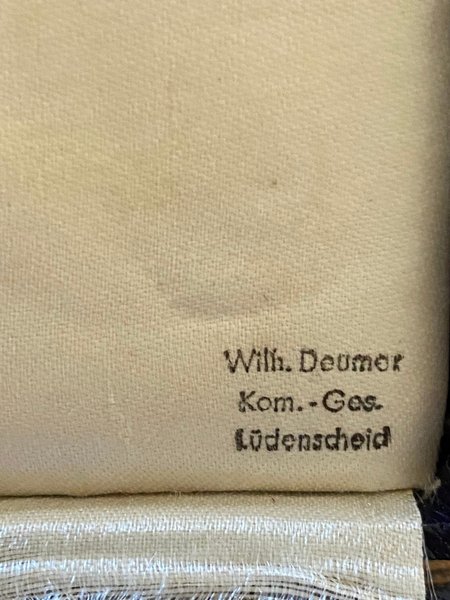 Wilh. Deumer
Kom.-Ges.
Lüdenscheid